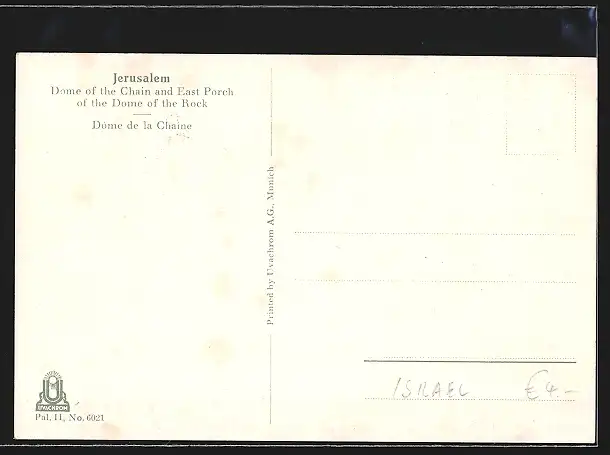 Jerusalem
Dome of the Chain and East Porch
of the Dome of the Rock
Dôme de la Chaîne
Printed by Uvachrom A.G., Munich
UVACHROM
Pal. II, No. 6021
ISRAEL €4.-